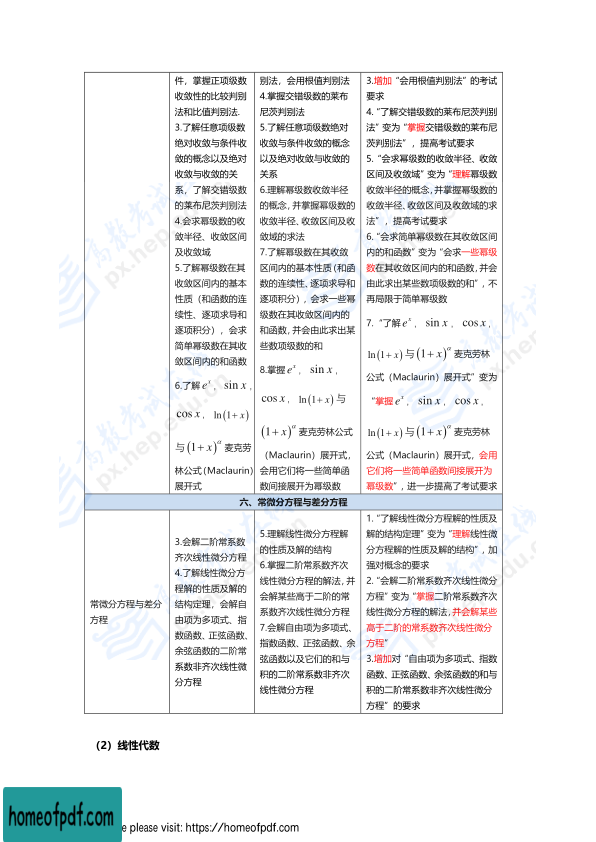 件，掌握正项级数
收敛性的比较判别
法和比值判别法.
3.了解任意项级数
绝对收敛与条件收
敛的概念以及绝对
收敛与收敛的关
系，了解交错级数
的莱布尼茨判别法
4.会求幂级数的收
敛半径、收敛区间
及收敛域
5.了解幂级数在其
收敛区间内的基本
性质（和函数的连
续性、逐项求导和
逐项积分），会求
简单幂级数在其收
敛区间内的和函数
6.了解 e^x ， sin x ，
cos x ， ln(1+x)
与 (1+x)^α 麦克劳
林公式（Maclaurin）
展开式
别法，会用根值判别法
4.掌握交错级数的莱布
尼茨判别法
5.了解任意项级数绝对
收敛与条件收敛的概念
以及绝对收敛与收敛的
关系
6.理解幂级数收敛半径
的概念，并掌握幂级数的
收敛半径、收敛区间及收
敛域的求法
7.了解幂级数在其收敛
区间内的基本性质（和函
数的连续性、逐项求导和
逐项积分），会求一些幂
级数在其收敛区间内的
和函数，并会由此求出某
些数项级数的和
8.掌握 e^x ， sin x ，
cos x ， ln(1+x) 与
(1+x)^α 麦克劳林公式
（Maclaurin）展开式，
会用它们将一些简单函
数间接展开为幂级数
3.增加“会用根值判别法”的考试
要求
4.“了解交错级数的莱布尼茨判别
法”变为“掌握交错级数的莱布尼
茨判别法”，提高考试要求
5.“会求幂级数的收敛半径、收敛
区间及收敛域”变为“理解幂级数
收敛半径的概念，并掌握幂级数的
收敛半径、收敛区间及收敛域的求
法”，提高考试要求
6.“会求简单幂级数在其收敛区间
内的和函数”变为“会求一些幂级
数在其收敛区间内的和函数，并会
由此求出某些数项级数的和”，不
再局限于简单幂级数
7.“了解 e^x ， sin x ， cos x ，
ln(1+x) 与 (1+x)^α 麦克劳林
公式（Maclaurin）展开式”变为
“掌握 e^x ， sin x ， cos x ，
ln(1+x) 与 (1+x)^α 麦克劳林
公式（Maclaurin）展开式，会用
它们将一些简单函数间接展开为
幂级数”，进一步提高了考试要求
六、常微分方程与差分方程
常微分方程与差分
方程
3.会解二阶常系数
齐次线性微分方程
4.了解线性微分方
程解的性质及解的
结构定理，会解自
由项为多项式、指
数函数、正弦函数、
余弦函数的二阶常
系数非齐次线性微
分方程
5.理解线性微分方程解
的性质及解的结构
6.掌握二阶常系数齐次
线性微分方程的解法，并
会解某些高于二阶的常
系数齐次线性微分方程
7.会解自由项为多项式、
指数函数、正弦函数、余
弦函数以及它们的和与
积的二阶常系数非齐次
线性微分方程
1.“了解线性微分方程解的性质及
解的结构定理”变为“理解线性微
分方程解的性质及解的结构”，加
强对概念的要求
2.“会解二阶常系数齐次线性微分
方程”变为“掌握二阶常系数齐次
线性微分方程的解法，并会解某些
高于二阶的常系数齐次线性微分
方程”
3.增加对“自由项为多项式、指数
函数、正弦函数、余弦函数的和与
积的二阶常系数非齐次线性微分
方程”的要求
（2）线性代数
homeofpdf.com
please visit: https://homeofpdf.com